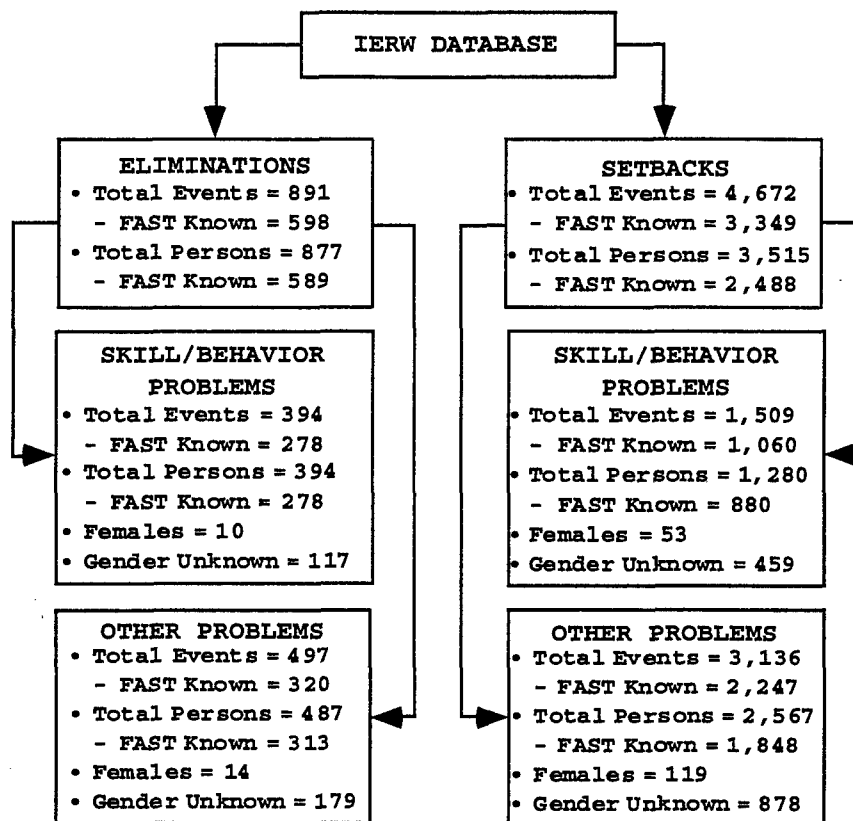 IERW DATABASE
ELIMINATIONS
• Total Events = 891
- FAST Known = 598
• Total Persons = 877
- FAST Known = 589
SKILL/BEHAVIOR
PROBLEMS
• Total Events = 394
- FAST Known = 278
• Total Persons = 394
- FAST Known = 278
• Females = 10
• Gender Unknown = 117
OTHER PROBLEMS
• Total Events = 497
- FAST Known = 320
• Total Persons = 487
- FAST Known = 313
• Females = 14
• Gender Unknown = 179
SETBACKS
• Total Events = 4,672
- FAST Known = 3,349
• Total Persons = 3,515
- FAST Known = 2,488
SKILL/BEHAVIOR
PROBLEMS
• Total Events = 1,509
- FAST Known = 1,060
• Total Persons = 1,280
- FAST Known = 880
• Females = 53
• Gender Unknown = 459
OTHER PROBLEMS
• Total Events = 3,136
- FAST Known = 2,247
• Total Persons = 2,567
- FAST Known = 1,848
• Females = 119
• Gender Unknown = 878